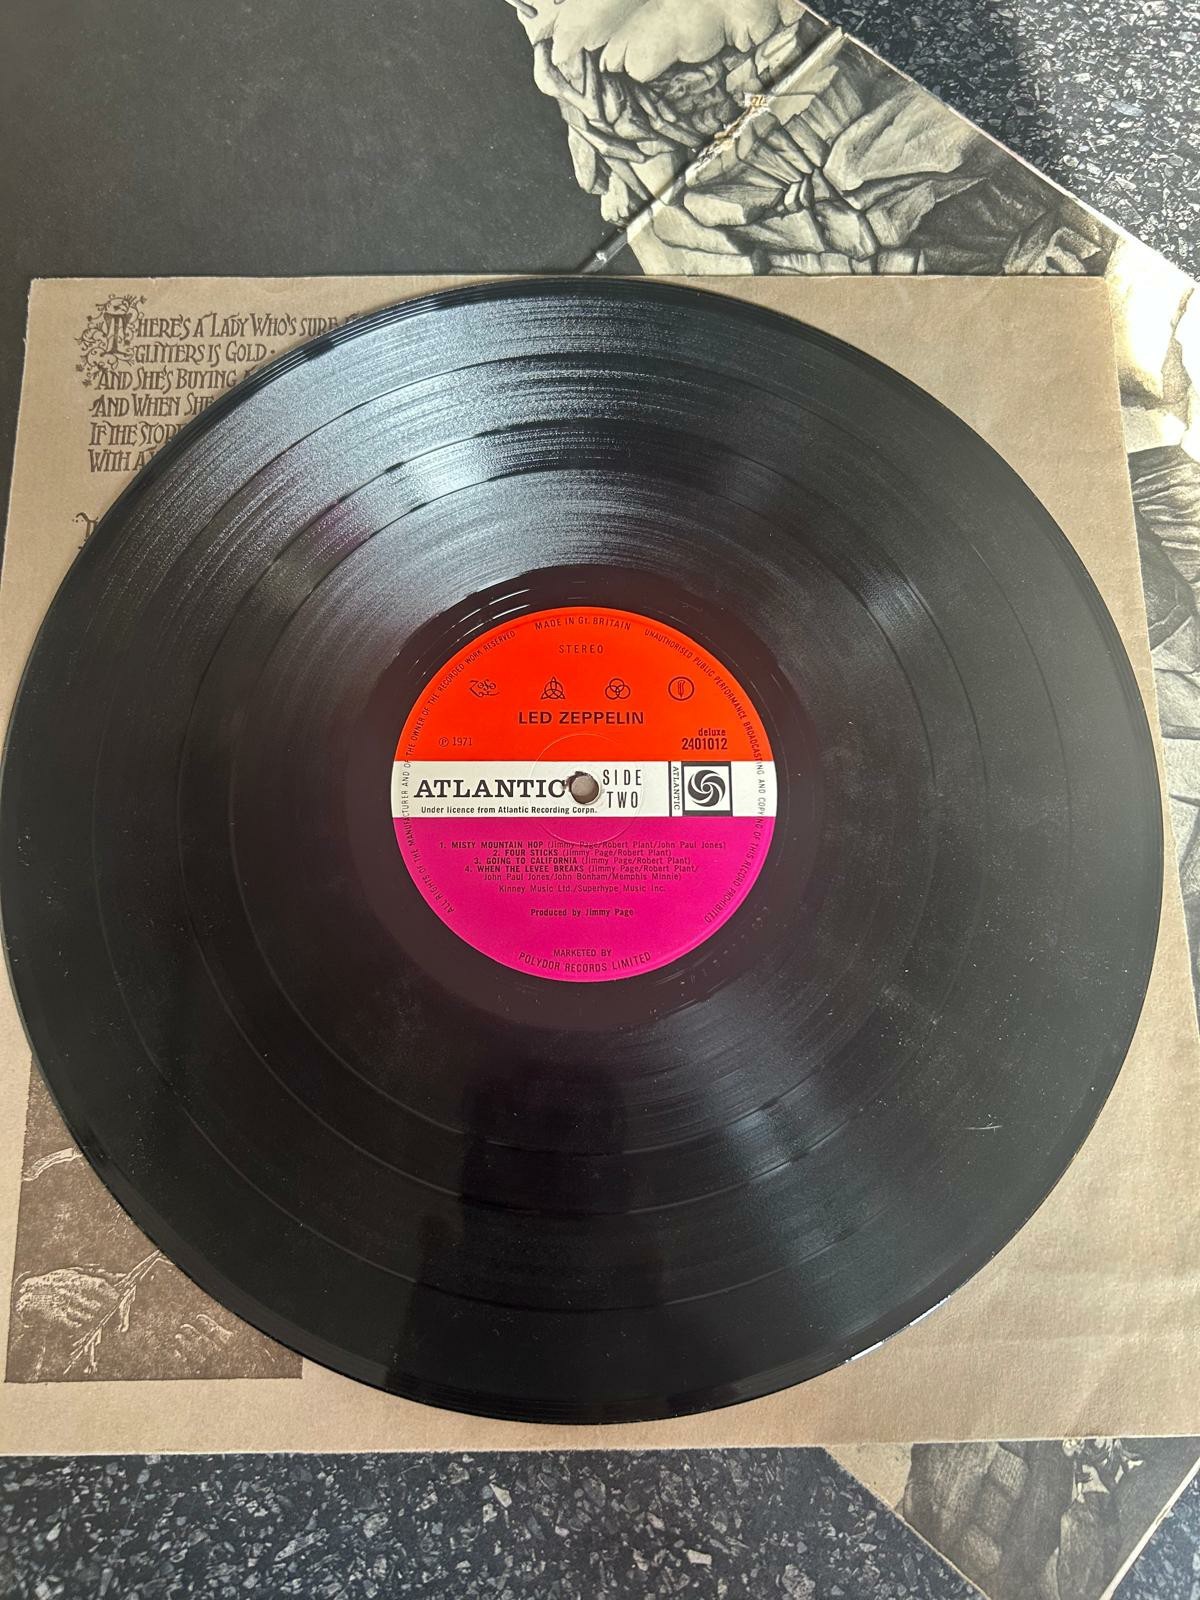 THERE'S A LADY WHO'S SURE
GLITTERS IS GOLD·
AND SHE'S BUYING
AND WHEN SHE
IF THE
WITH A
MADE IN Gt. BRITAIN
ALL RIGHTS OF THE MANUFACTURER AND OF THE OWNER OF THE RECORDED WORK RESERVED
UNAUTHORISED PUBLIC PERFORMANCE BROADCASTING AND COPYING OF THIS RECORD PROHIBITED
STEREO
LED ZEPPELIN
℗ 1971
deluxe
2401012
ATLANTIC
SIDE
TWO
ATLANTIC
Under licence from Atlantic Recording Corpn.
1. MISTY MOUNTAIN HOP (Jimmy Page/Robert Plant/John Paul Jones)
2. FOUR STICKS (Jimmy Page/Robert Plant)
3. GOING TO CALIFORNIA (Jimmy Page/Robert Plant)
4. WHEN THE LEVEE BREAKS (Jimmy Page/Robert Plant/
John Paul Jones/John Bonham/Memphis Minnie)
Kinney Music Ltd./Superhype Music Inc.
Produced by Jimmy Page
MARKETED BY
POLYDOR RECORDS LIMITED